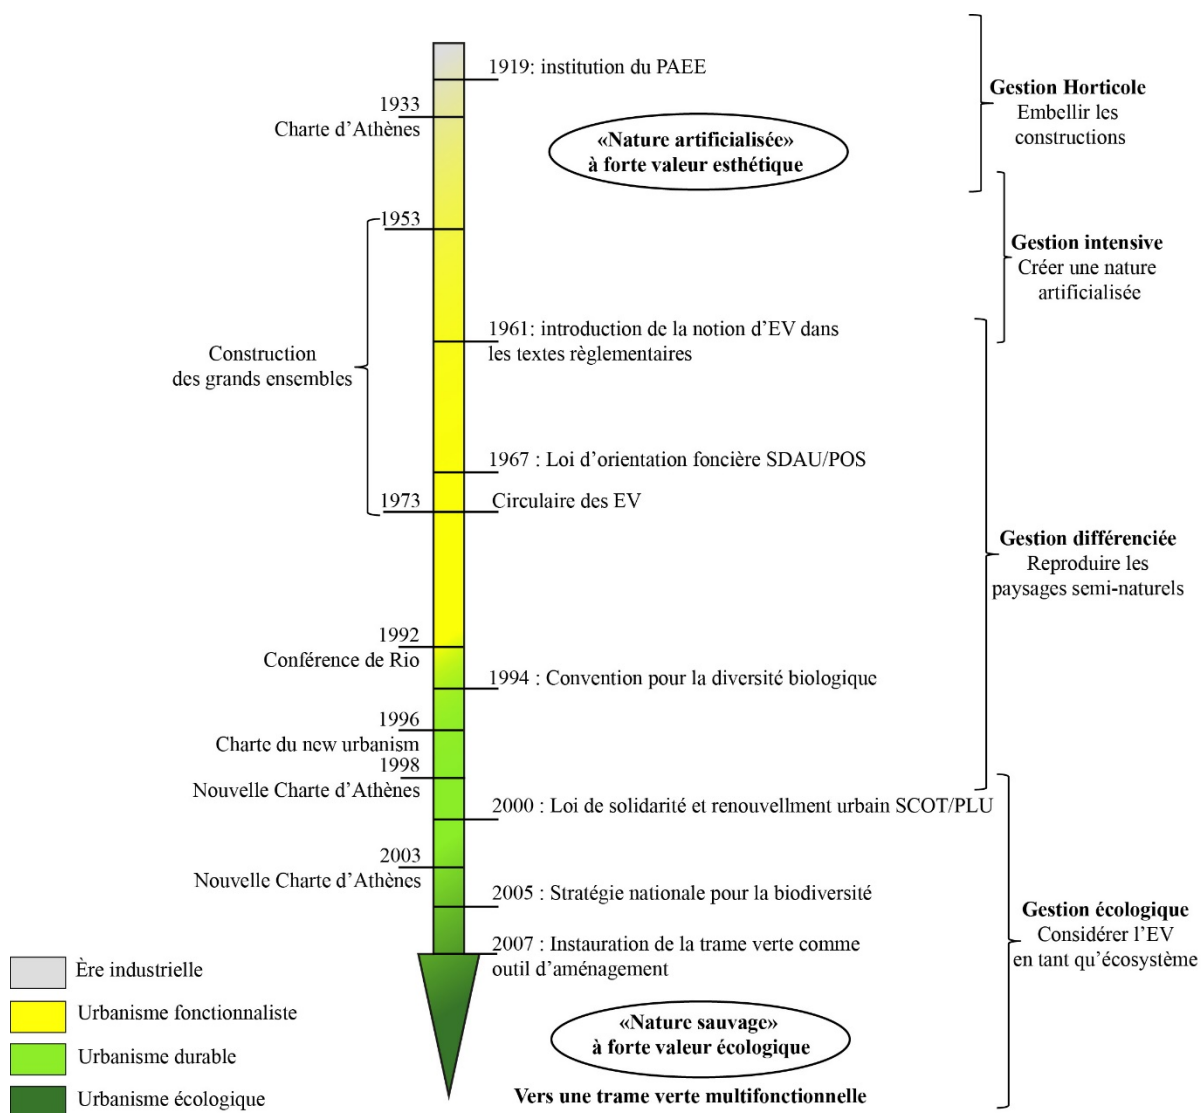 1919: institution du PAEE
1933
Charte d'Athènes
«Nature artificialisée»
à forte valeur esthétique
Gestion Horticole
Embellir les
constructions
1953
Gestion intensive
Créer une nature
artificialisée
1961: introduction de la notion d'EV dans
les textes règlementaires
Construction
des grands ensembles
1967 : Loi d'orientation foncière SDAU/POS
1973
Circulaire des EV
Gestion différenciée
Reproduire les
paysages semi-naturels
1992
Conférence de Rio
1994 : Convention pour la diversité biologique
1996
Charte du new urbanism
1998
Nouvelle Charte d'Athènes
2000 : Loi de solidarité et renouvellment urbain SCOT/PLU
2003
Nouvelle Charte d'Athènes
2005 : Stratégie nationale pour la biodiversité
Gestion écologique
Considérer l'EV
en tant qu'écosystème
2007 : Instauration de la trame verte comme
outil d'aménagement
«Nature sauvage»
à forte valeur écologique
Vers une trame verte multifonctionnelle
Ère industrielle
Urbanisme fonctionnaliste
Urbanisme durable
Urbanisme écologique